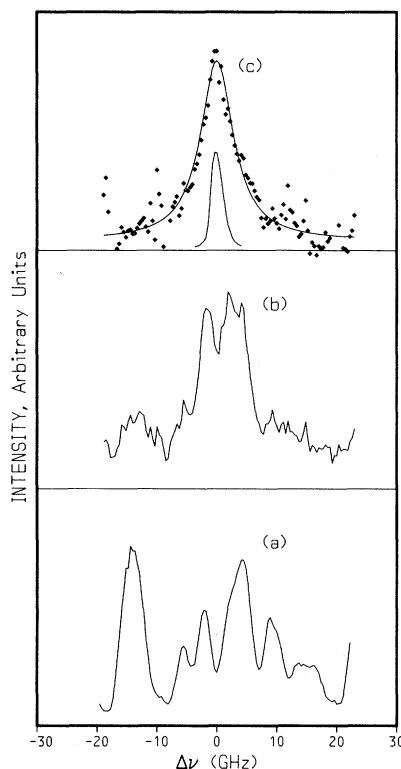 (c)
(b)
(a)
INTENSITY, Arbitrary Units
-30 -20 -10 0 10 20 30
Δν (GHz)